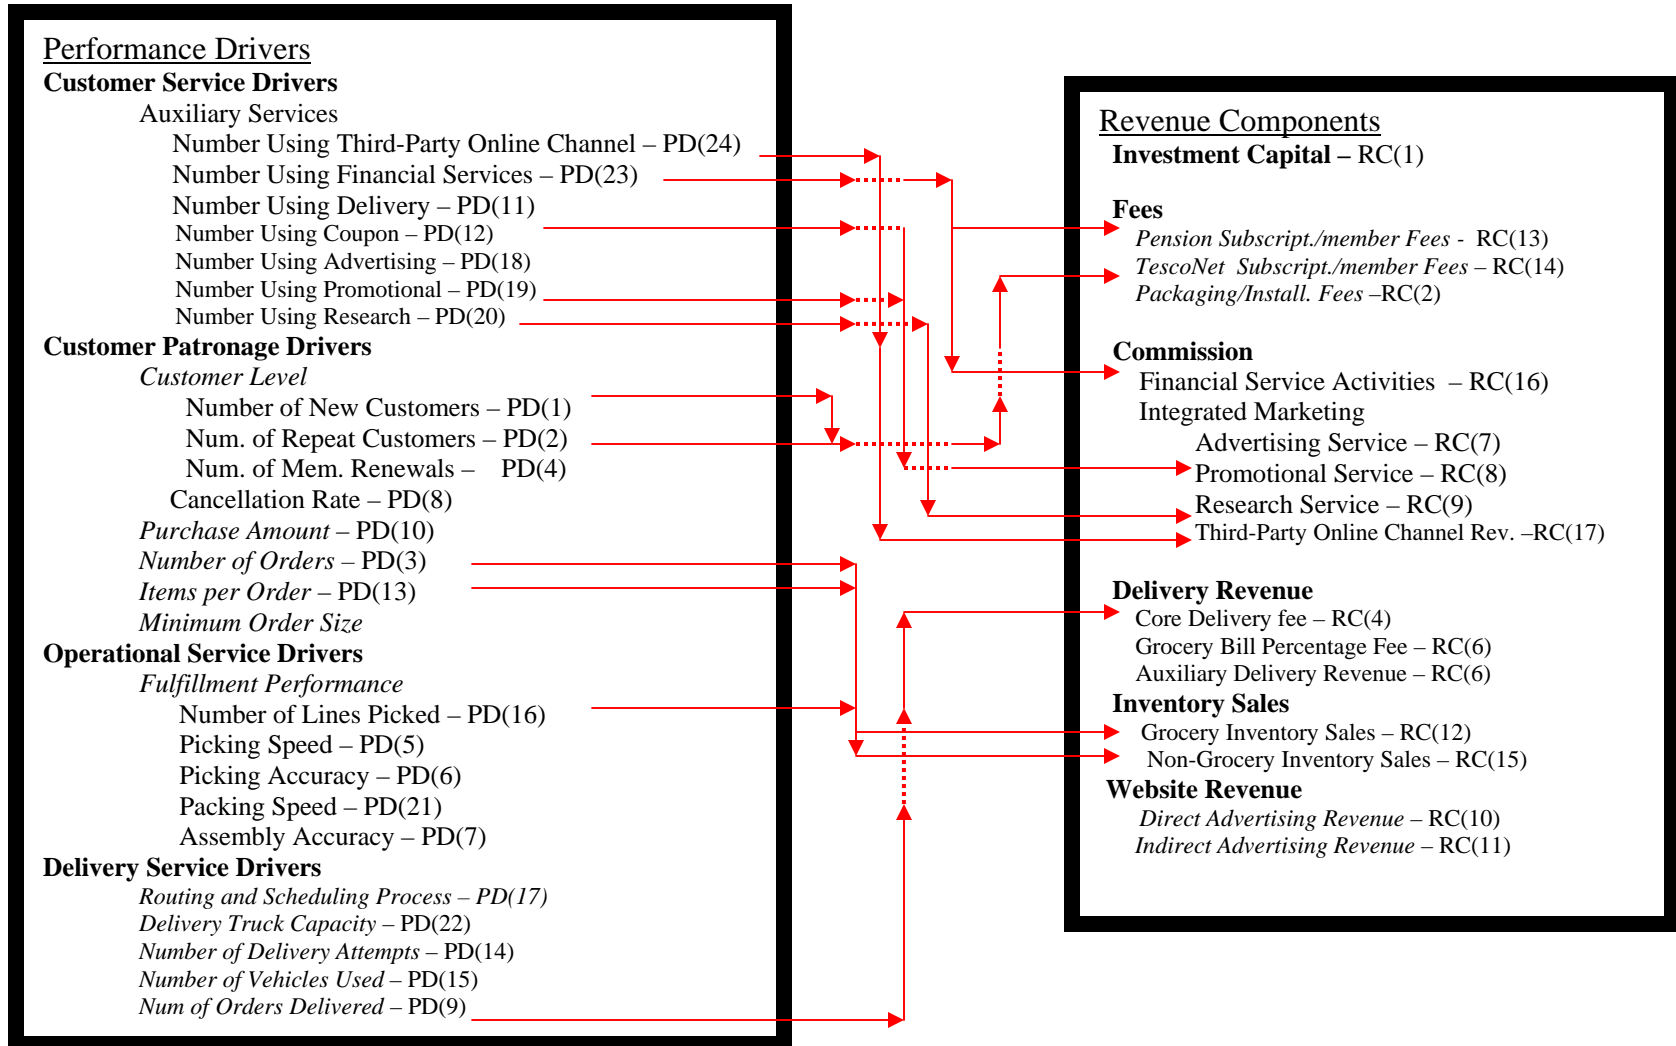 Performance Drivers
Customer Service Drivers
Auxiliary Services
Number Using Third-Party Online Channel – PD(24)
Number Using Financial Services – PD(23)
Number Using Delivery – PD(11)
Number Using Coupon – PD(12)
Number Using Advertising – PD(18)
Number Using Promotional – PD(19)
Number Using Research – PD(20)
Customer Patronage Drivers
Customer Level
Number of New Customers – PD(1)
Num. of Repeat Customers – PD(2)
Num. of Mem. Renewals – PD(4)
Cancellation Rate – PD(8)
Purchase Amount – PD(10)
Number of Orders – PD(3)
Items per Order – PD(13)
Minimum Order Size
Operational Service Drivers
Fulfillment Performance
Number of Lines Picked – PD(16)
Picking Speed – PD(5)
Picking Accuracy – PD(6)
Packing Speed – PD(21)
Assembly Accuracy – PD(7)
Delivery Service Drivers
Routing and Scheduling Process – PD(17)
Delivery Truck Capacity – PD(22)
Number of Delivery Attempts – PD(14)
Number of Vehicles Used – PD(15)
Num of Orders Delivered – PD(9)
Revenue Components
Investment Capital – RC(1)
Fees
Pension Subscript./member Fees - RC(13)
TescoNet Subscript./member Fees – RC(14)
Packaging/Install. Fees –RC(2)
Commission
Financial Service Activities – RC(16)
Integrated Marketing
Advertising Service – RC(7)
Promotional Service – RC(8)
Research Service – RC(9)
Third-Party Online Channel Rev. –RC(17)
Delivery Revenue
Core Delivery fee – RC(4)
Grocery Bill Percentage Fee – RC(6)
Auxiliary Delivery Revenue – RC(6)
Inventory Sales
Grocery Inventory Sales – RC(12)
Non-Grocery Inventory Sales – RC(15)
Website Revenue
Direct Advertising Revenue – RC(10)
Indirect Advertising Revenue – RC(11)